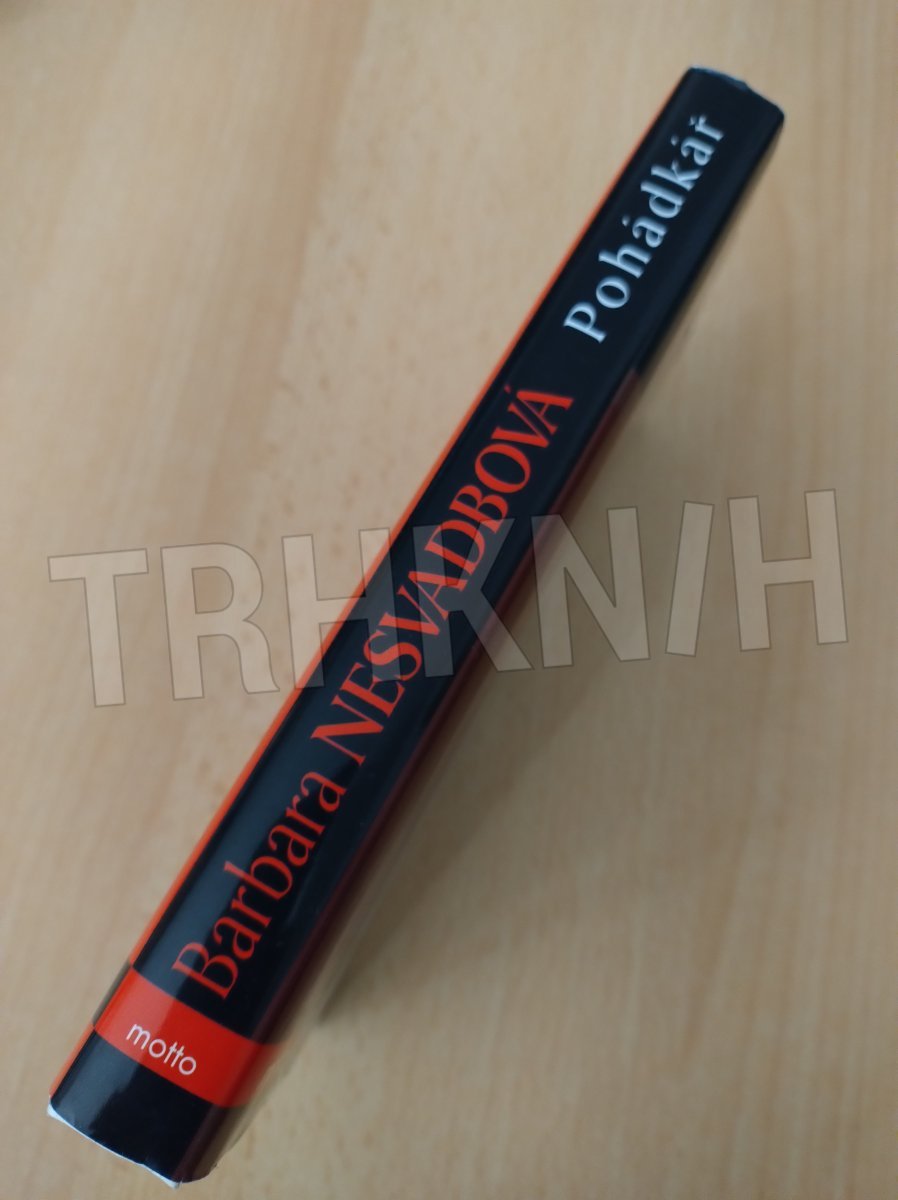 Barbara NESVADBOVÁ Pohádkář
motto
TRHKNIH